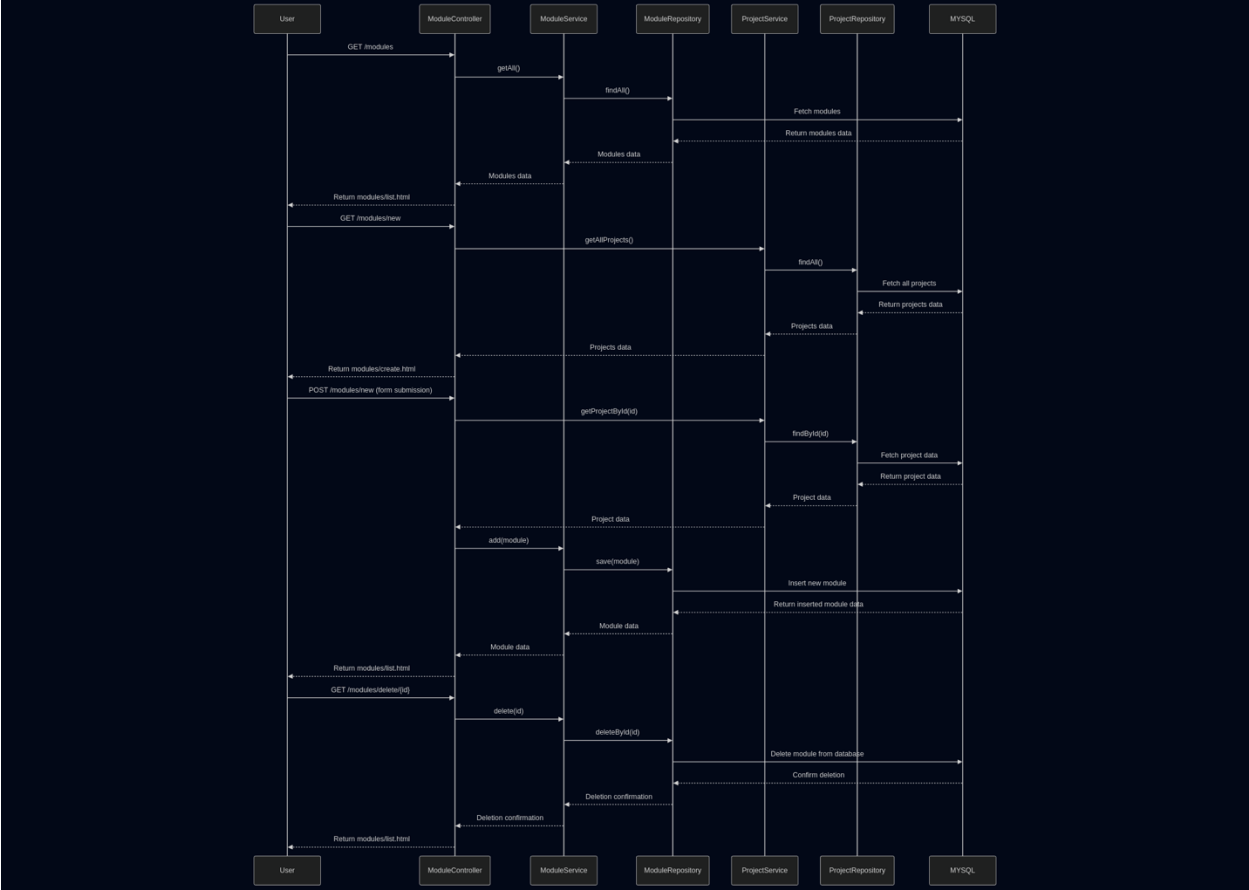 User
ModuleController
ModuleService
ModuleRepository
ProjectService
ProjectRepository
MYSQL
GET /modules
getAll()
findAll()
Fetch modules
Return modules data
Modules data
Modules data
Return modules/list.html
GET /modules/new
getAllProjects()
findAll()
Fetch all projects
Return projects data
Projects data
Projects data
Return modules/create.html
POST /modules/new (form submission)
getProjectById(id)
findById(id)
Fetch project data
Return project data
Project data
Project data
add(module)
save(module)
Insert new module
Return inserted module data
Module data
Module data
Return modules/list.html
GET /modules/delete/{id}
delete(id)
deleteById(id)
Delete module from database
Confirm deletion
Deletion confirmation
Deletion confirmation
Return modules/list.html
User
ModuleController
ModuleService
ModuleRepository
ProjectService
ProjectRepository
MYSQL